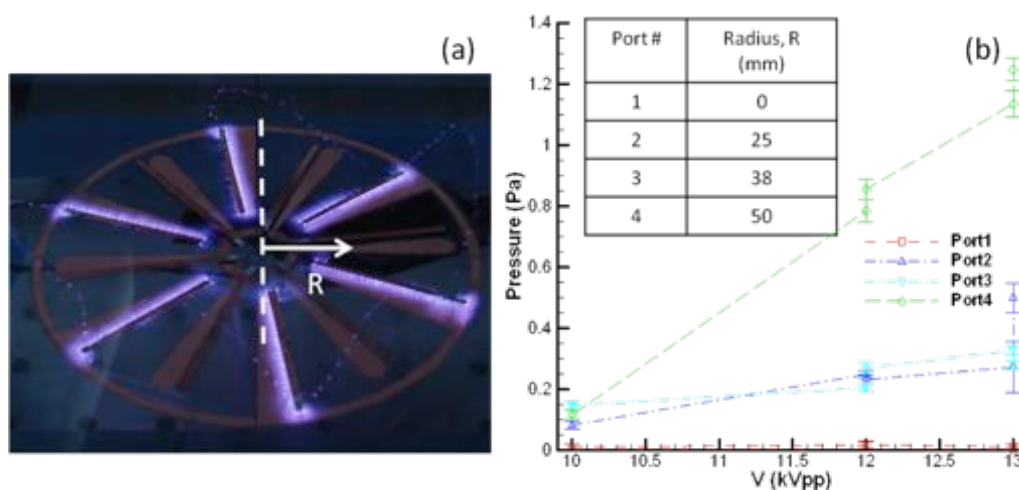 (a)
R
(b)
Port # Radius, R
(mm)
1 0
2 25
3 38
4 50
Pressure (Pa)
1.4
1.2
1
0.8
0.6
0.4
0.2
0
Port1
Port2
Port3
Port4
10 10.5 11 11.5 12 12.5 13
V (kVpp)